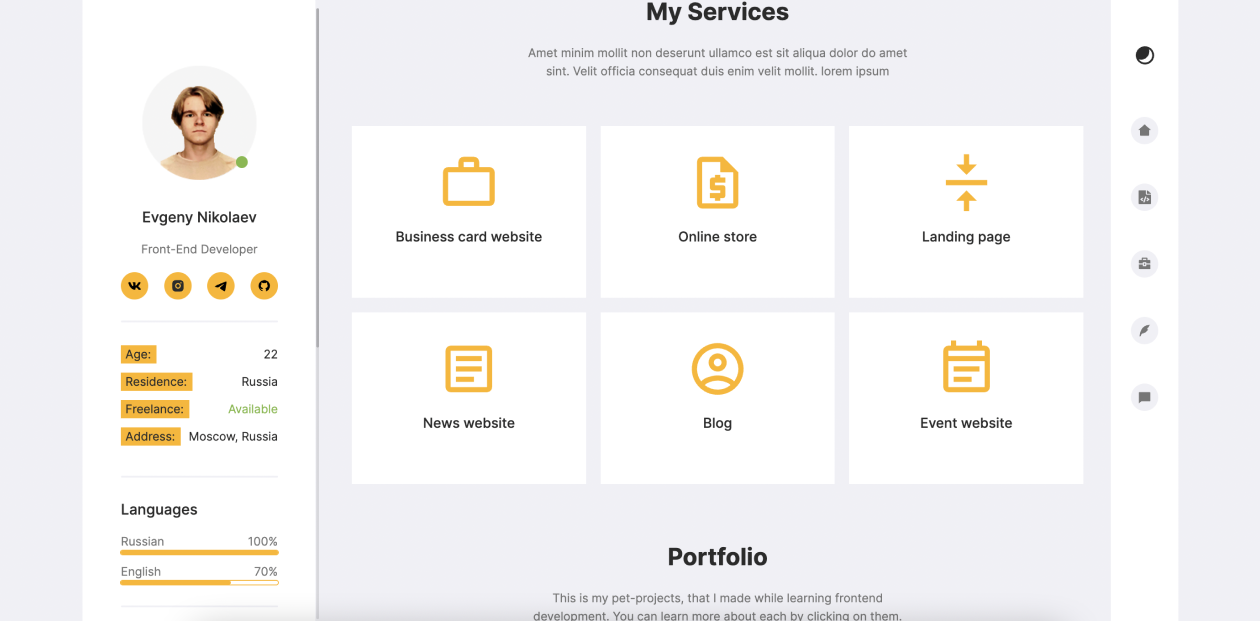 Evgeny Nikolaev
Front-End Developer
Age: 22
Residence: Russia
Freelance: Available
Address: Moscow, Russia
Languages
Russian 100%
English 70%
My Services
Amet minim mollit non deserunt ullamco est sit aliqua dolor do amet
sint. Velit officia consequat duis enim velit mollit. lorem ipsum
Business card website
Online store
Landing page
News website
Blog
Event website
Portfolio
This is my pet-projects, that I made while learning frontend
development. You can learn more about each by clicking on them.